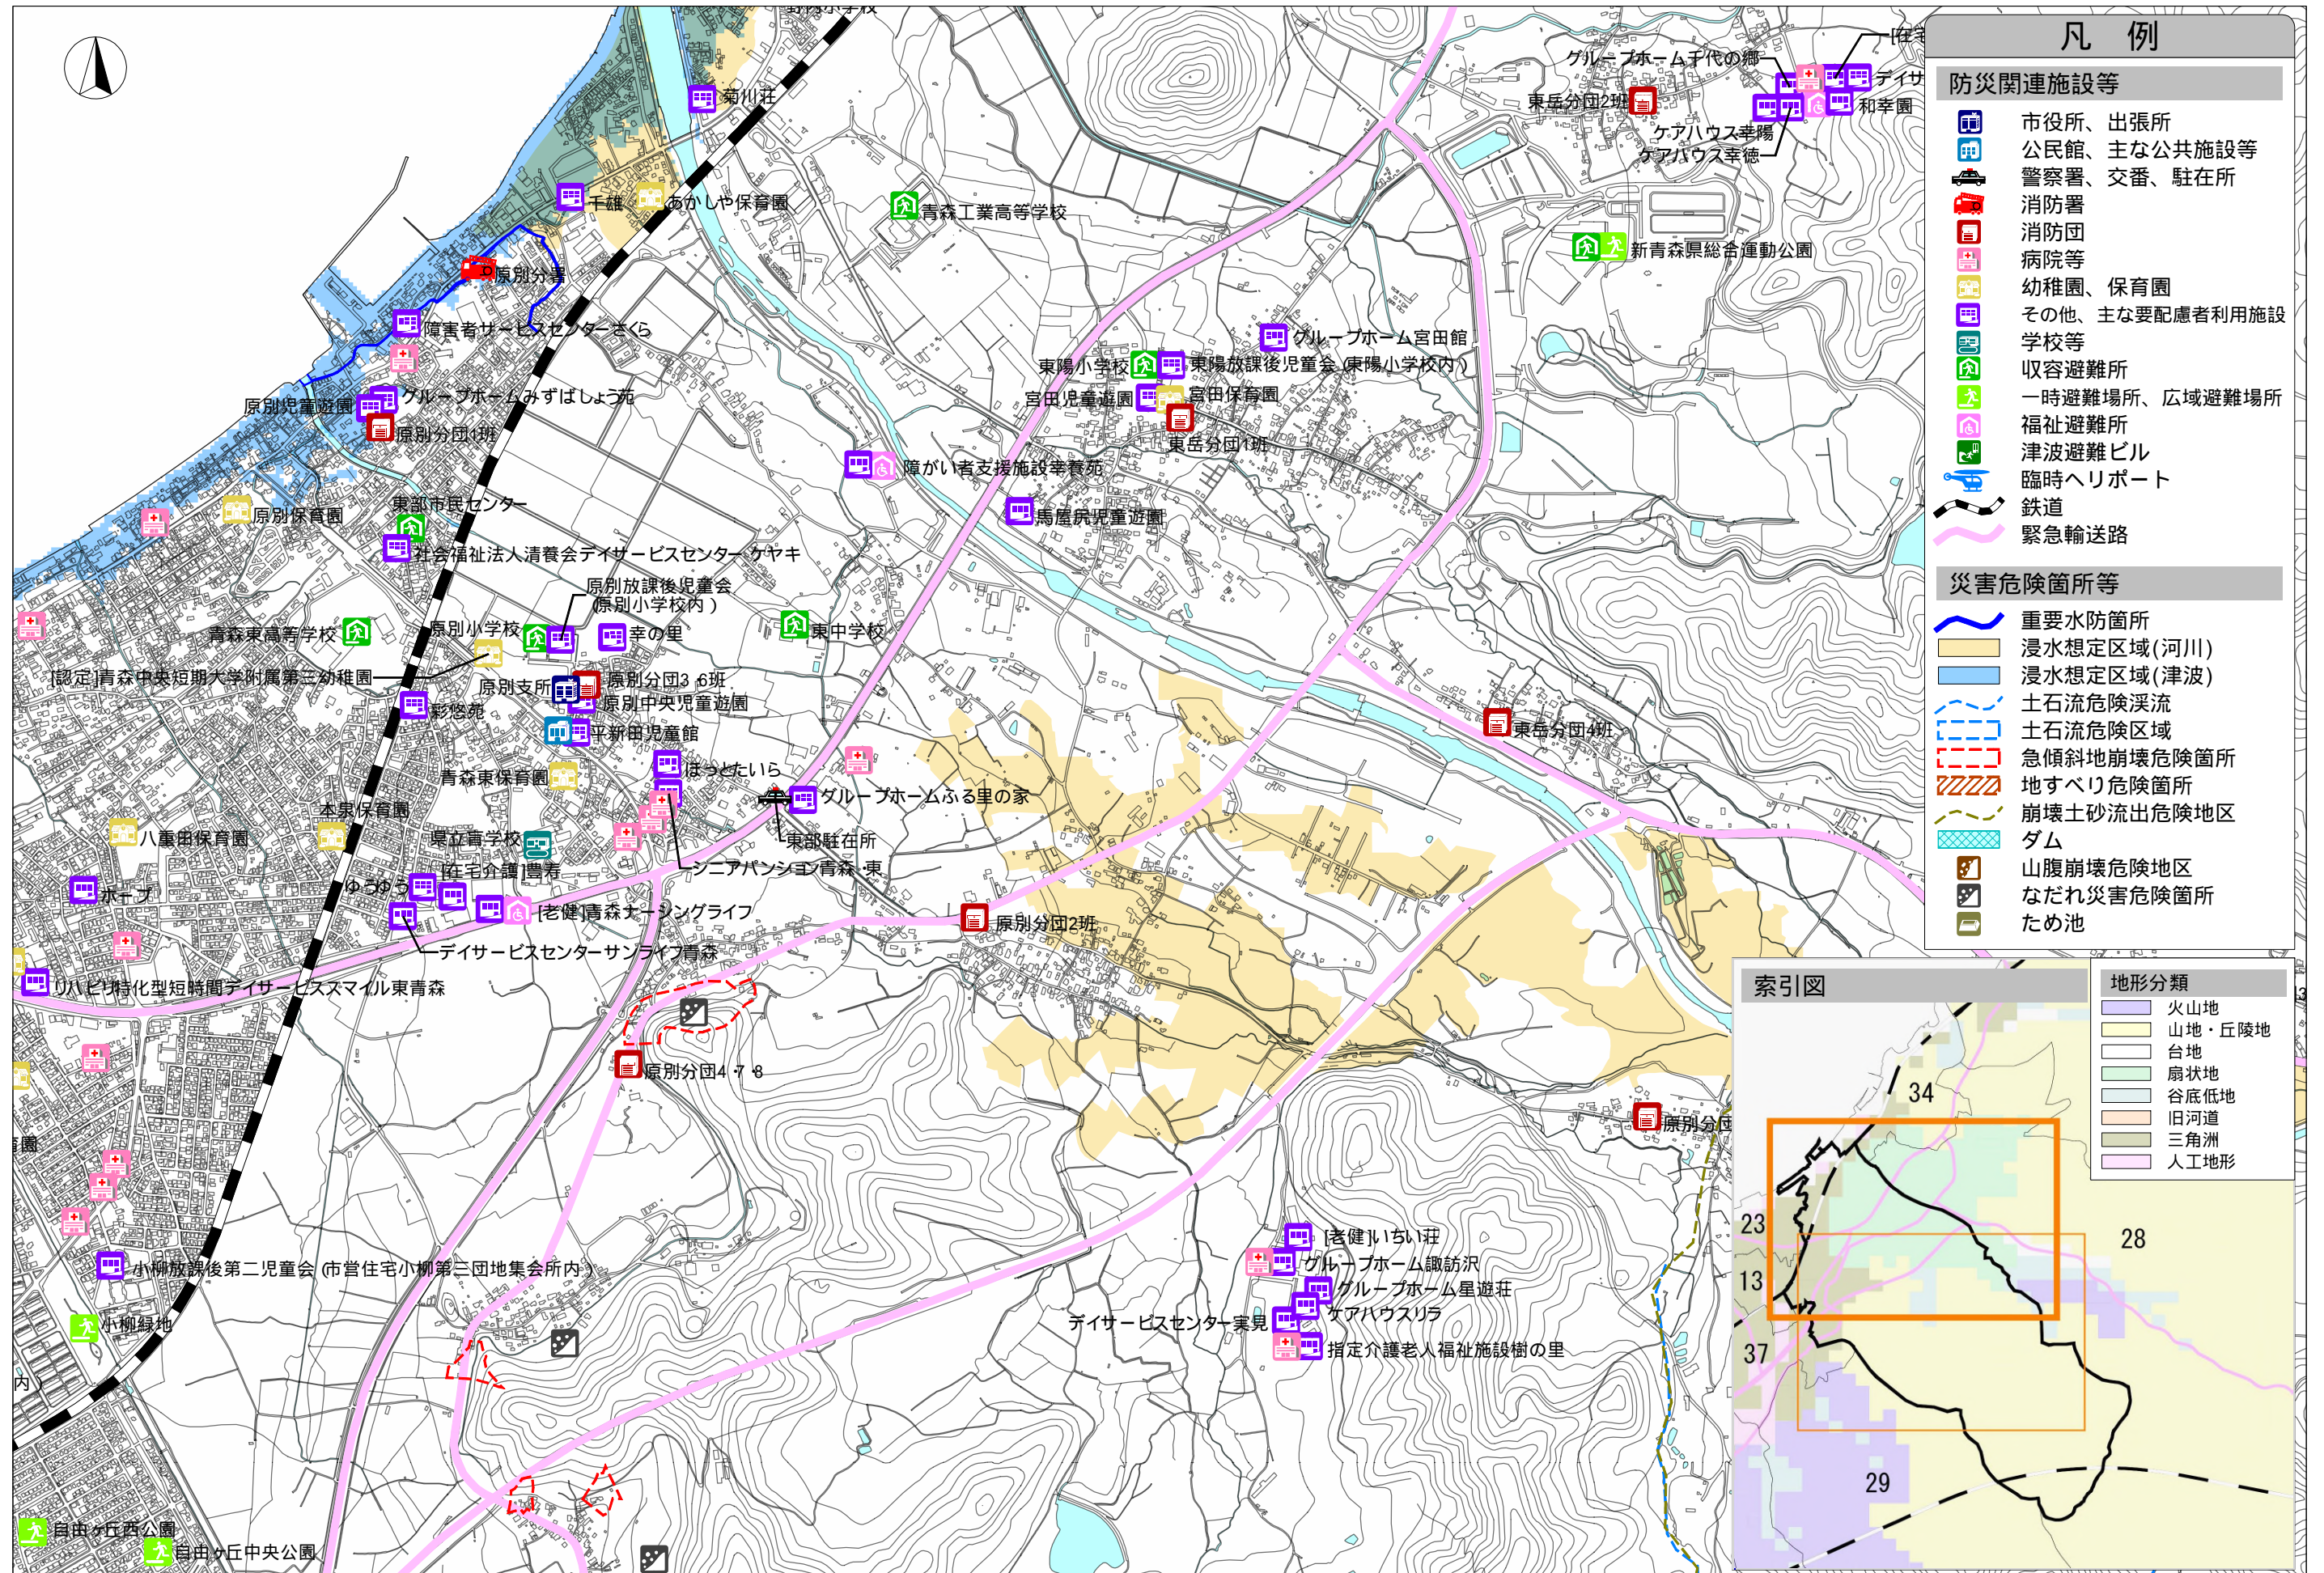 野内小学校
菊川荘
千雄
あかしや保育園
青森工業高等学校
原別分署
障害者サービスセンターさくら
グループホーム千代の郷
東岳分団2班
デイサ
和幸園
ケアハウス幸陽
ケアハウス幸徳
新青森県総合運動公園
グループホーム宮田館
東陽小学校
東陽放課後児童会(東陽小学校内)
宮田児童遊園
宮田保育園
東岳分団1班
グループホームみずばしょう苑
原別児童遊園
原別分団1班
障がい者支援施設幸養苑
馬屋尻児童遊園
原別保育園
東部市民センター
社会福祉法人清養会デイサービスセンターケヤキ
原別放課後児童会
(原別小学校内)
青森東高等学校
原別小学校
幸の里
東中学校
[認定]青森中央短期大学附属第三幼稚園
原別支所
原別分団3・6班
原別中央児童遊園
彩悠苑
平新田児童館
東岳分団4班
青森東保育園
ほっとたいら
グループホームふる里の家
本泉保育園
八重田保育園
県立盲学校
東部駐在所
シニアパンション青森・東
[在宅介護]豊寿
ゆうゆう
ホープ
[老健]青森ナーシングライフ
原別分団2班
デイサービスセンターサンライフ青森
リハビリ特化型短時間デイサービススマイル東青森
原別分団4・7・8
原別分団
育園
[老健]いちい荘
グループホーム諏訪沢
グループホーム星遊荘
ケアハウスリラ
デイサービスセンター実見
指定介護老人福祉施設樹の里
小柳放課後第二児童会(市営住宅小柳第三団地集会所内)
小柳緑地
内)
自由ヶ丘西公園
自由ヶ丘中央公園
凡 例
防災関連施設等
市役所、出張所
公民館、主な公共施設等
警察署、交番、駐在所
消防署
消防団
病院等
幼稚園、保育園
その他、主な要配慮者利用施設
学校等
収容避難所
一時避難場所、広域避難場所
福祉避難所
津波避難ビル
臨時ヘリポート
鉄道
緊急輸送路
災害危険箇所等
重要水防箇所
浸水想定区域(河川)
浸水想定区域(津波)
土石流危険渓流
土石流危険区域
急傾斜地崩壊危険箇所
地すべり危険箇所
崩壊土砂流出危険地区
ダム
山腹崩壊危険地区
なだれ災害危険箇所
ため池
索引図
34
23
28
13
37
29
地形分類
火山地
山地・丘陵地
台地
扇状地
谷底低地
旧河道
三角洲
人工地形